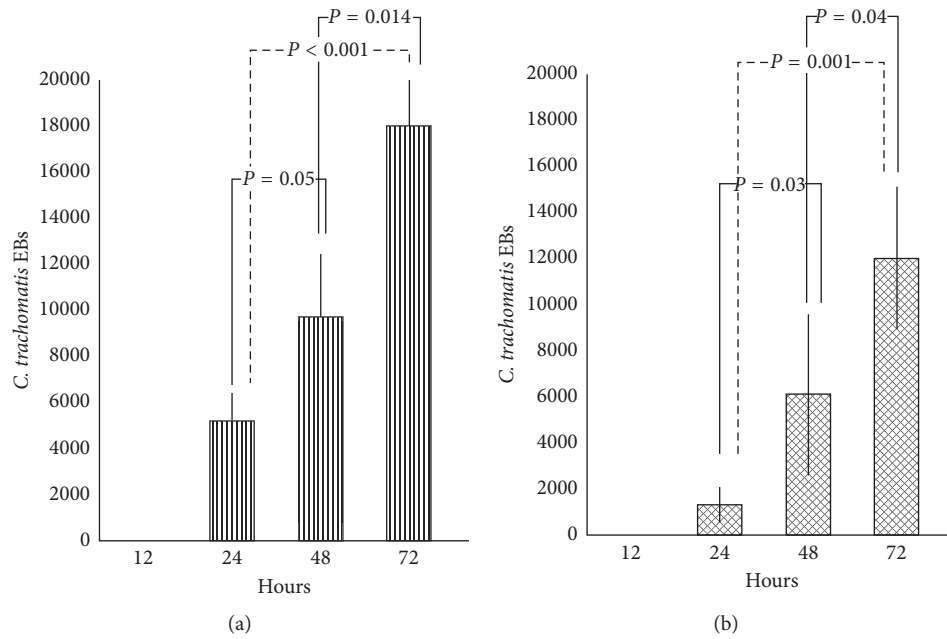 P = 0.014
P < 0.001
20000
18000
16000
P = 0.05
14000
12000
10000
8000
6000
4000
2000
0
C. trachomatis EBs
12 24 48 72
Hours
(a)
P = 0.04
P = 0.001
20000
18000
16000
P = 0.03
14000
12000
10000
8000
6000
4000
2000
0
C. trachomatis EBs
12 24 48 72
Hours
(b)